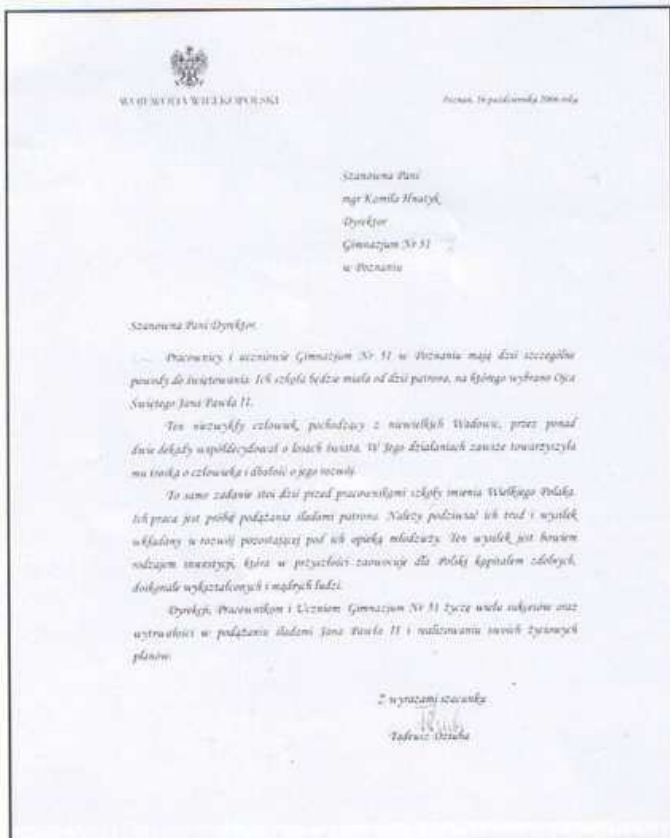 WOJEWODA WIELKOPOLSKI
Poznań, 16 października 2006 roku
Szanowna Pani
mgr Kamila Hnatyk
Dyrektor
Gimnazjum Nr 51
w Poznaniu
Szanowna Pani Dyrektor
Pracownicy i uczniowie Gimnazjum Nr 51 w Poznaniu mają dziś szczególne
powody do świętowania. Ich szkoła będzie miała od dziś patrona, na którego wybrano Ojca
Świętego Jana Pawła II.
Ten niezwykły człowiek, pochodzący z niewielkich Wadowic, przez ponad
dwie dekady współdecydował o losach świata. W Jego działaniach zawsze towarzyszyła
mu troska o człowieka i dbałość o jego rozwój.
To samo zadanie stoi dziś przed pracownikami szkoły imienia Wielkiego Polaka.
Ich praca jest próbą podążania śladami patrona. Należy podziwiać ich trud i wysiłek
wkładany w rozwój pozostającej pod ich opieką młodzieży. Ten wysiłek jest bowiem
rodzajem inwestycji, która w przyszłości zaowocuje dla Polski kapitałem zdolnych,
doskonale wykształconych i mądrych ludzi.
Dyrekcji, Pracownikom i Uczniom Gimnazjum Nr 51 życzę wielu sukcesów oraz
wytrwałości w podążaniu śladami Jana Pawła II i realizowaniu swoich życiowych
planów.
Z wyrazami szacunku
Tadeusz Dziuba